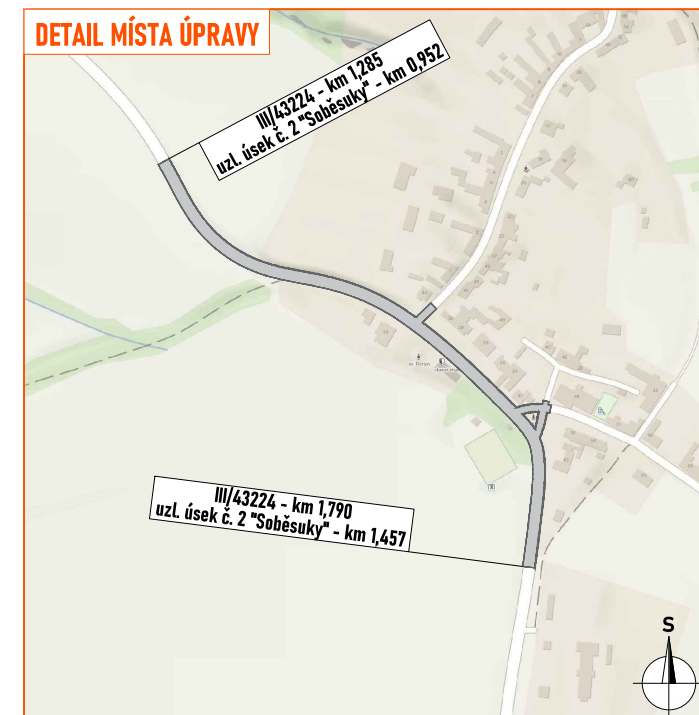 DETAIL MÍSTA ÚPRAVY
III/43224 - km 1,285
uzl. úsek č. 2 "Soběsuky" - km 0,952
III/43224 - km 1,790
uzl. úsek č. 2 "Soběsuky" - km 1,457
S